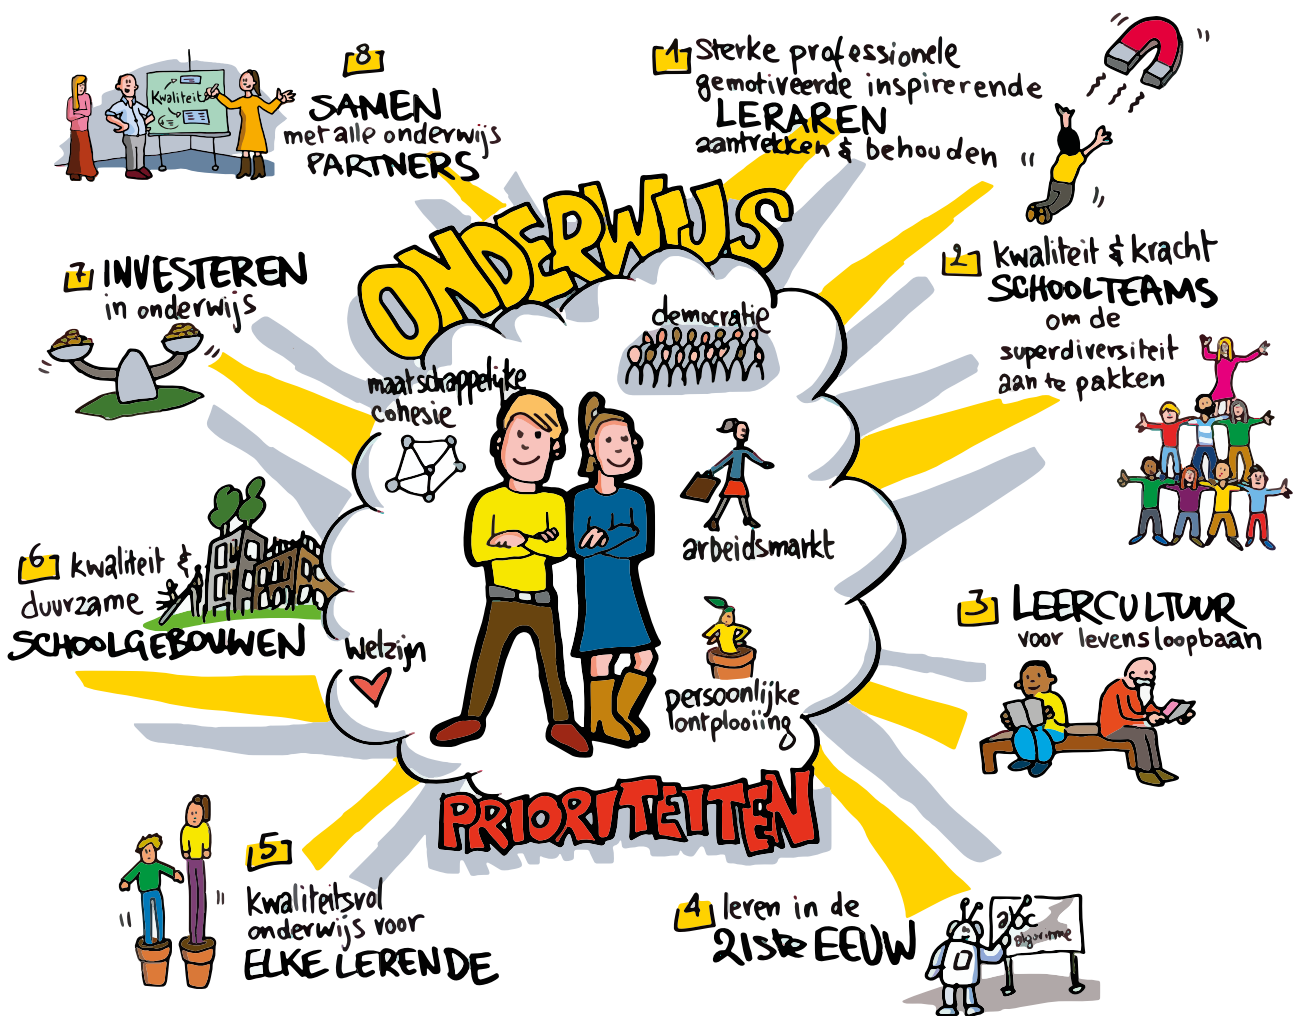 ONDERWIJS
PRIORITEITEN
democratie
maatschappelijke
cohesie
arbeidsmarkt
welzijn
persoonlijke
ontplooiing
1
Sterke professionele
gemotiveerde inspirerende
LERAREN
aantrekken & behouden
2
kwaliteit & kracht
SCHOOLTEAMS
om de
superdiversiteit
aan te pakken
3
LEERCULTUUR
voor levensloopbaan
4
leren in de
21ste EEUW
abc
algoritme
5
kwaliteitsvol
onderwijs voor
ELKE LERENDE
6
kwaliteit &
duurzame
SCHOOLGEBOUWEN
7
INVESTEREN
in onderwijs
8
SAMEN
met alle onderwijs
PARTNERS
Kwaliteit